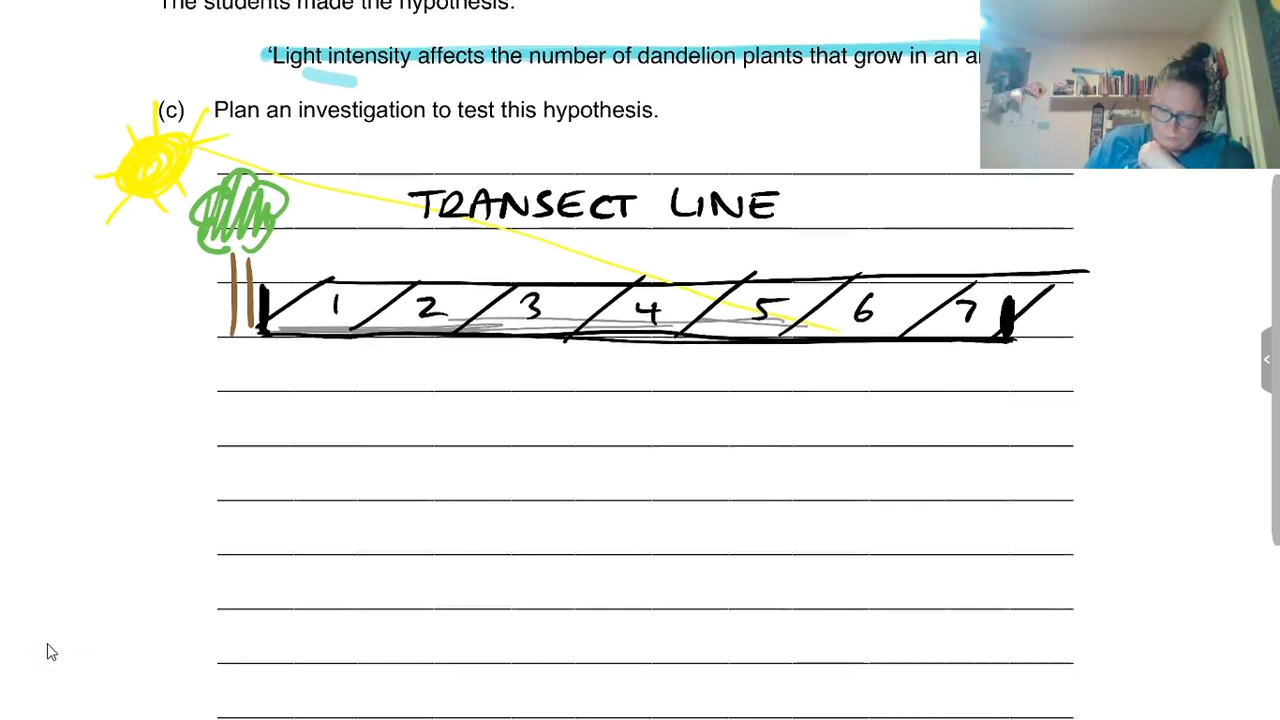 The students made the hypothesis:
'Light intensity affects the number of dandelion plants that grow in an
(c) Plan an investigation to test this hypothesis.
TRANSECT LINE
1 2 3 4 5 6 7